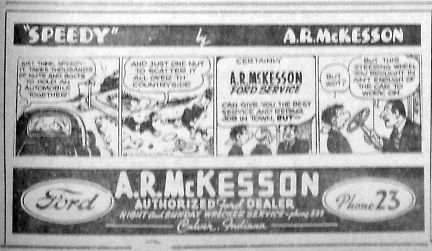 "SPEEDY" by A.R. McKESSON
JUST THINK, SPEEDY-
IT TAKES THOUSANDS
OF NUTS AND BOLTS
TO HOLD AN
AUTOMOBILE
TOGETHER!
AND JUST ONE NUT
TO SCATTER IT
ALL OVER TH'
COUNTRYSIDE
CERTAINLY
A.R. McKESSON
FORD SERVICE
CAN GIVE YOU THE BEST
SERVICE AND REPAIR
JOB IN TOWN, BUT-
BUT
WOT?
BUT THIS
STEERING WHEEL
YOU BROUGHT IN
ISN'T ENOUGH OF
THE CAR TO
WORK ON
Ford
A.R. McKESSON
AUTHORIZED Ford DEALER
NIGHT and SUNDAY WRECKER SERVICE-phone
Culver, Indiana
Phone 23